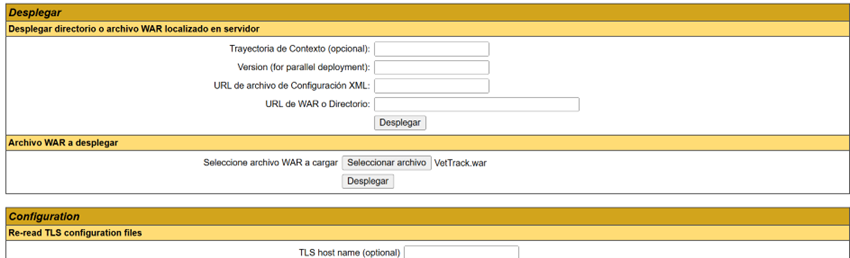 Desplegar
Desplegar directorio o archivo WAR localizado en servidor
Trayectoria de Contexto (opcional):
Version (for parallel deployment):
URL de archivo de Configuración XML:
URL de WAR o Directorio:
Desplegar
Archivo WAR a desplegar
Seleccione archivo WAR a cargar Seleccionar archivo VetTrack.war
Desplegar
Configuration
Re-read TLS configuration files
TLS host name (optional)